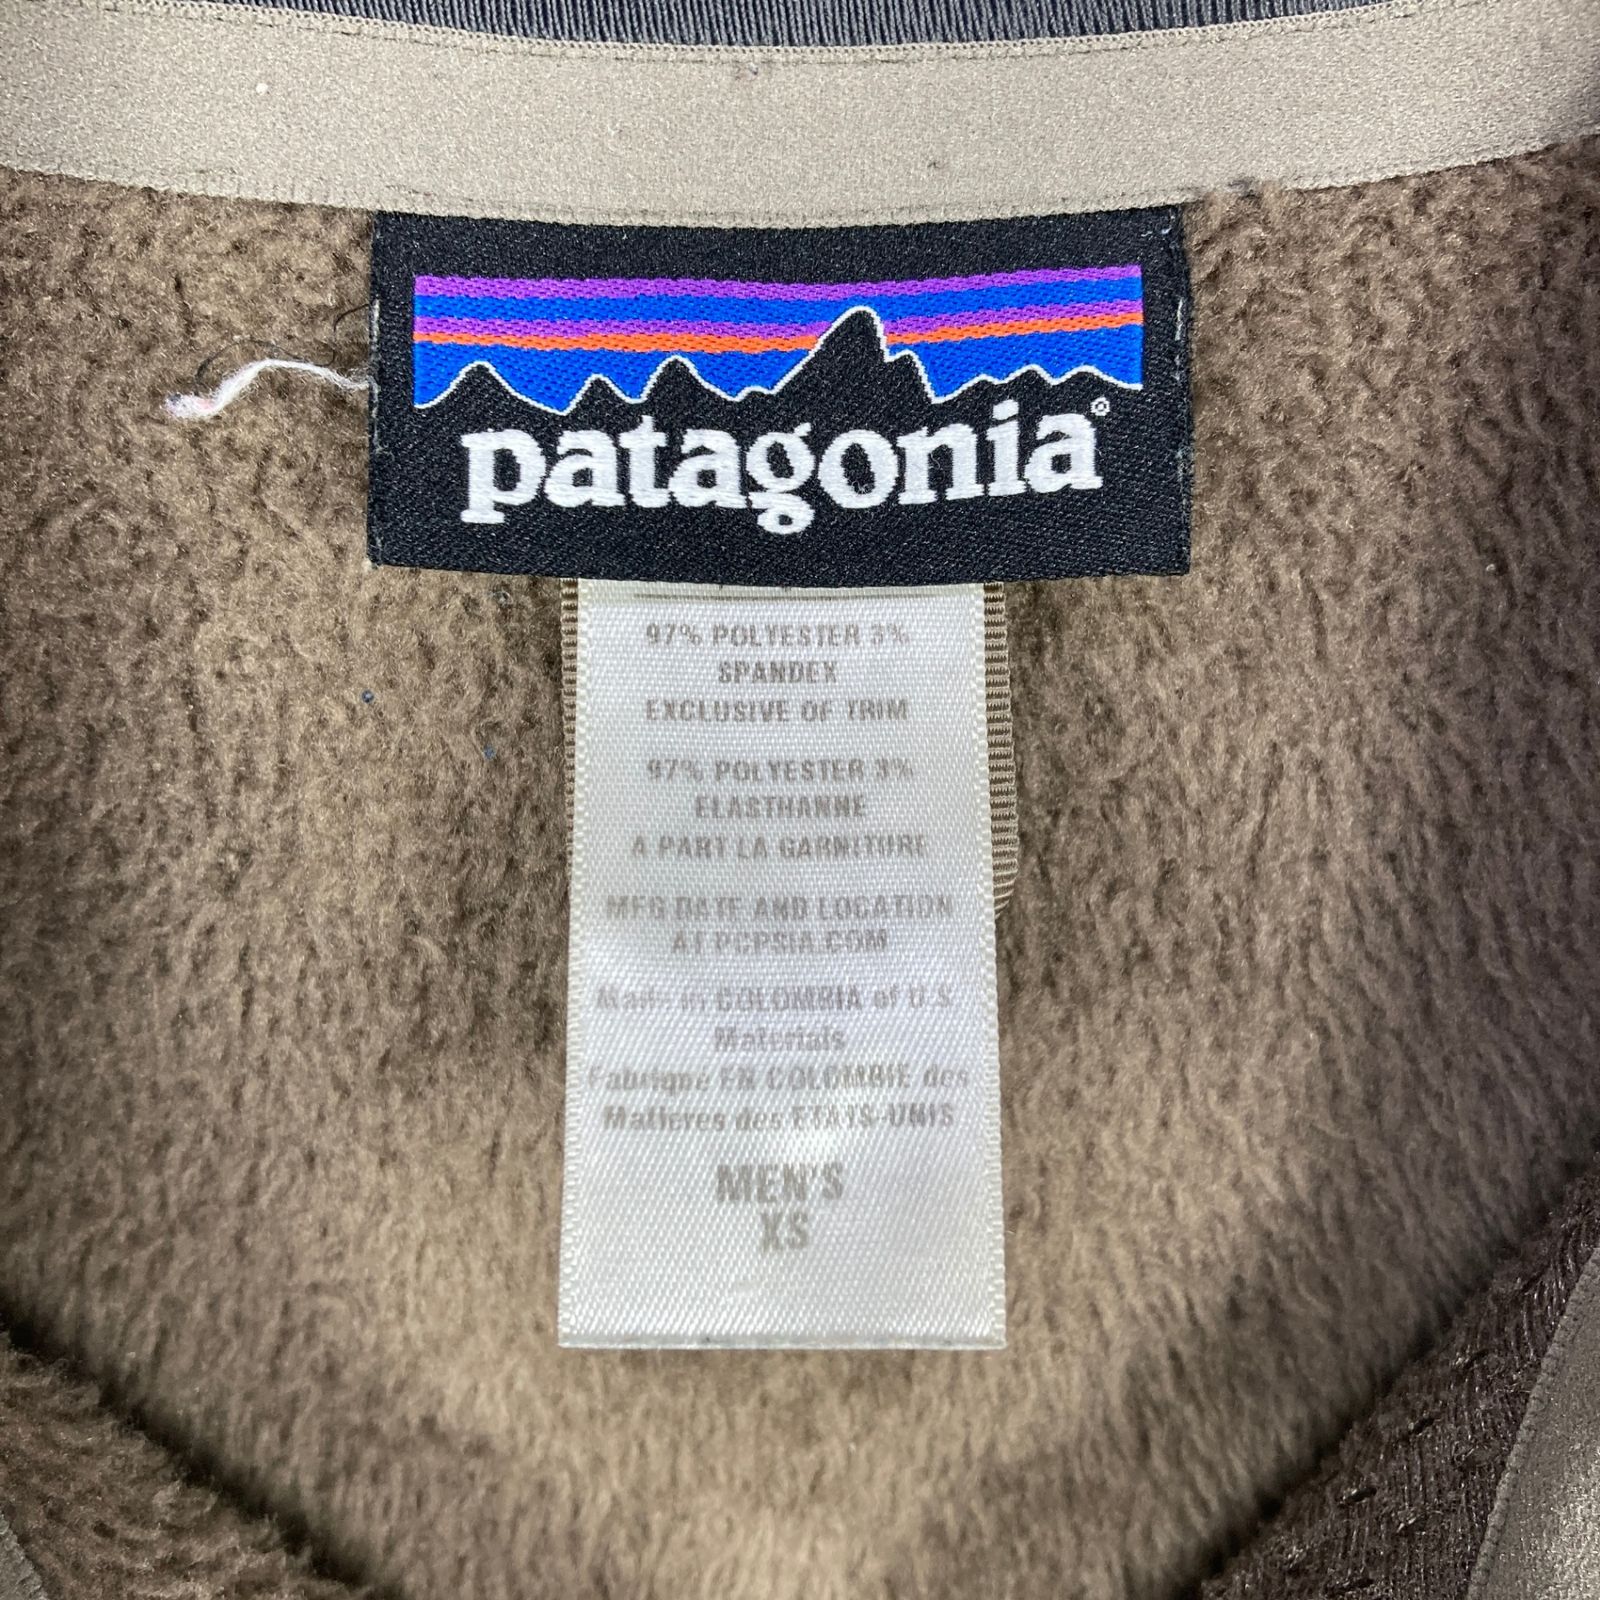 patagonia®
97% POLYESTER 3%
SPANDEX
EXCLUSIVE OF TRIM
97% POLYESTER 3%
ELASTHANNE
A PART LA GARNITURE
MFG DATE AND LOCATION
AT PCPSIA.COM
Made in COLOMBIA of U.S.
Materials
Fabriqué EN COLOMBIE des
Matieres des ETATS-UNIS
MEN'S
XS